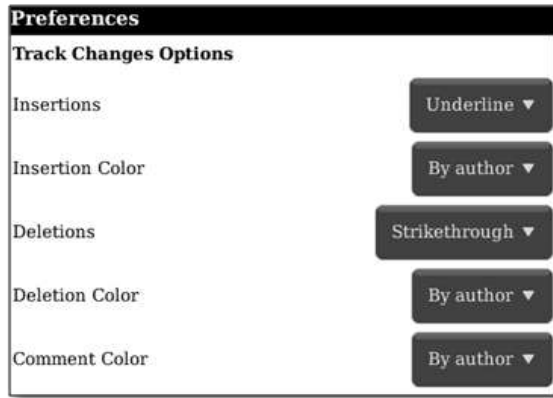 Preferences
Track Changes Options
Insertions Underline ▼
Insertion Color By author ▼
Deletions Strikethrough ▼
Deletion Color By author ▼
Comment Color By author ▼